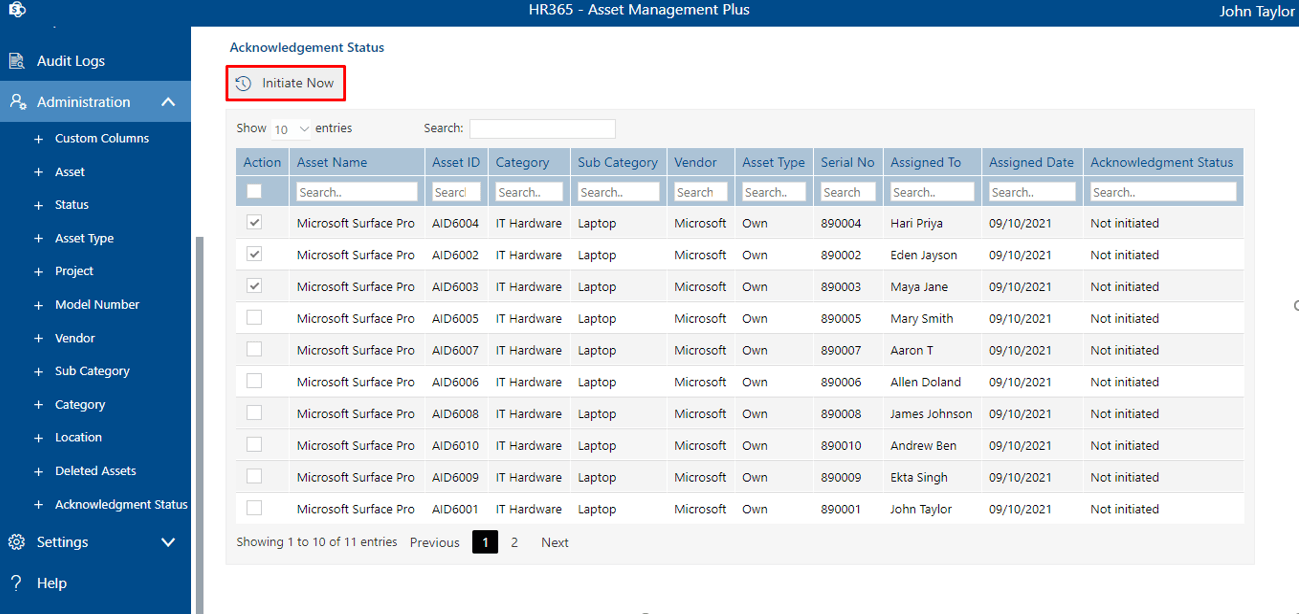 HR365 - Asset Management Plus
John Taylor
Audit Logs
Administration
+ Custom Columns
+ Asset
+ Status
+ Asset Type
+ Project
+ Model Number
+ Vendor
+ Sub Category
+ Category
+ Location
+ Deleted Assets
+ Acknowledgment Status
Settings
? Help
Acknowledgement Status
Initiate Now
Show 10 entries Search:
Action Asset Name Asset ID Category Sub Category Vendor Asset Type Serial No Assigned To Assigned Date Acknowledgment Status
Search.. Searc Search.. Search.. Search Search.. Search Search.. Search.. Search..
Microsoft Surface Pro AID6004 IT Hardware Laptop Microsoft Own 890004 Hari Priya 09/10/2021 Not initiated
Microsoft Surface Pro AID6002 IT Hardware Laptop Microsoft Own 890002 Eden Jayson 09/10/2021 Not initiated
Microsoft Surface Pro AID6003 IT Hardware Laptop Microsoft Own 890003 Maya Jane 09/10/2021 Not initiated
Microsoft Surface Pro AID6005 IT Hardware Laptop Microsoft Own 890005 Mary Smith 09/10/2021 Not initiated
Microsoft Surface Pro AID6007 IT Hardware Laptop Microsoft Own 890007 Aaron T 09/10/2021 Not initiated
Microsoft Surface Pro AID6006 IT Hardware Laptop Microsoft Own 890006 Allen Doland 09/10/2021 Not initiated
Microsoft Surface Pro AID6008 IT Hardware Laptop Microsoft Own 890008 James Johnson 09/10/2021 Not initiated
Microsoft Surface Pro AID6010 IT Hardware Laptop Microsoft Own 890010 Andrew Ben 09/10/2021 Not initiated
Microsoft Surface Pro AID6009 IT Hardware Laptop Microsoft Own 890009 Ekta Singh 09/10/2021 Not initiated
Microsoft Surface Pro AID6001 IT Hardware Laptop Microsoft Own 890001 John Taylor 09/10/2021 Not initiated
Showing 1 to 10 of 11 entries Previous 1 2 Next